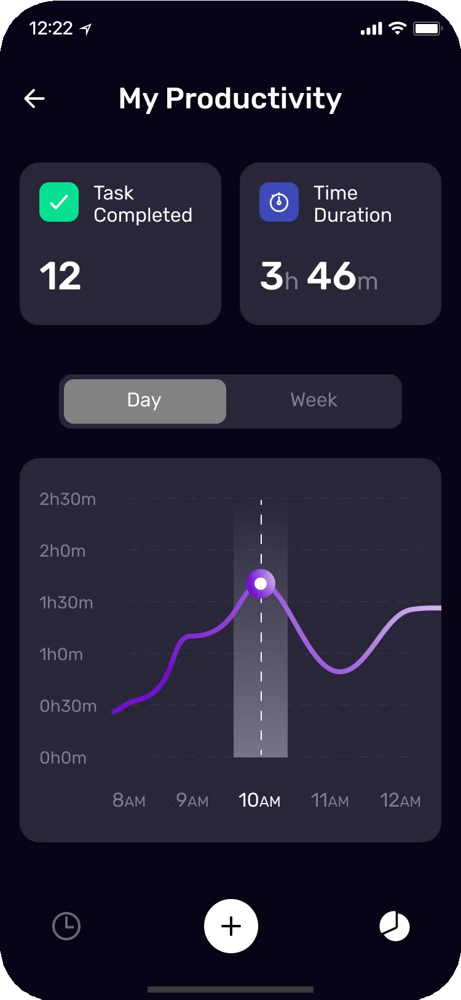 12:22
My Productivity
Task
Completed
12
Time
Duration
3h 46m
Day Week
2h30m
2h0m
1h30m
1h0m
0h30m
0h0m
8AM 9AM 10AM 11AM 12AM